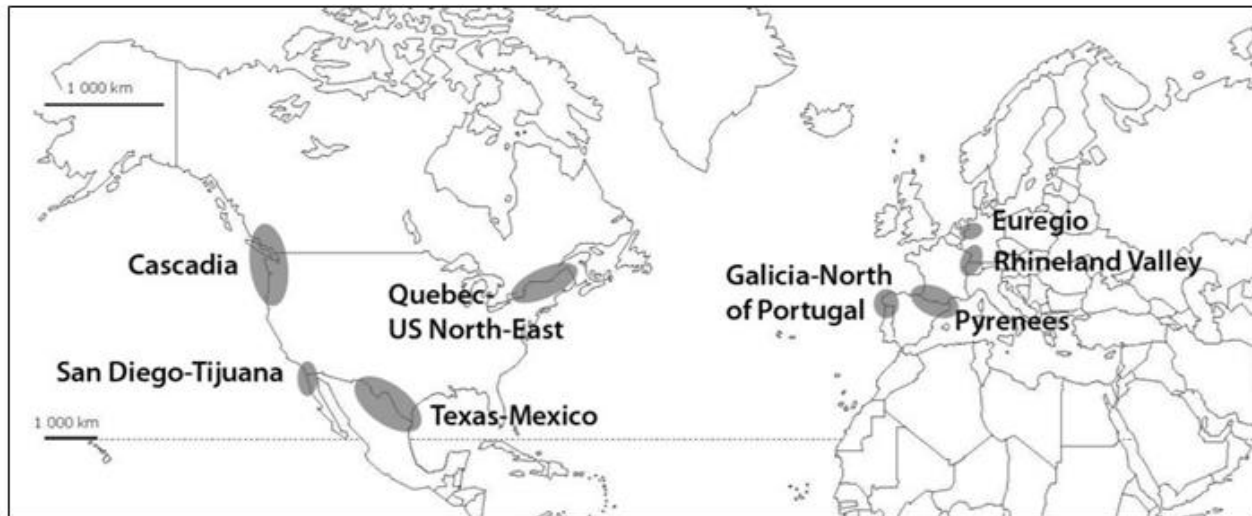 1 000 km
Cascadia
Quebec-
US North-East
San Diego-Tijuana
Texas-Mexico
1 000 km
Euregio
Rhineland Valley
Galicia-North
of Portugal
Pyrenees